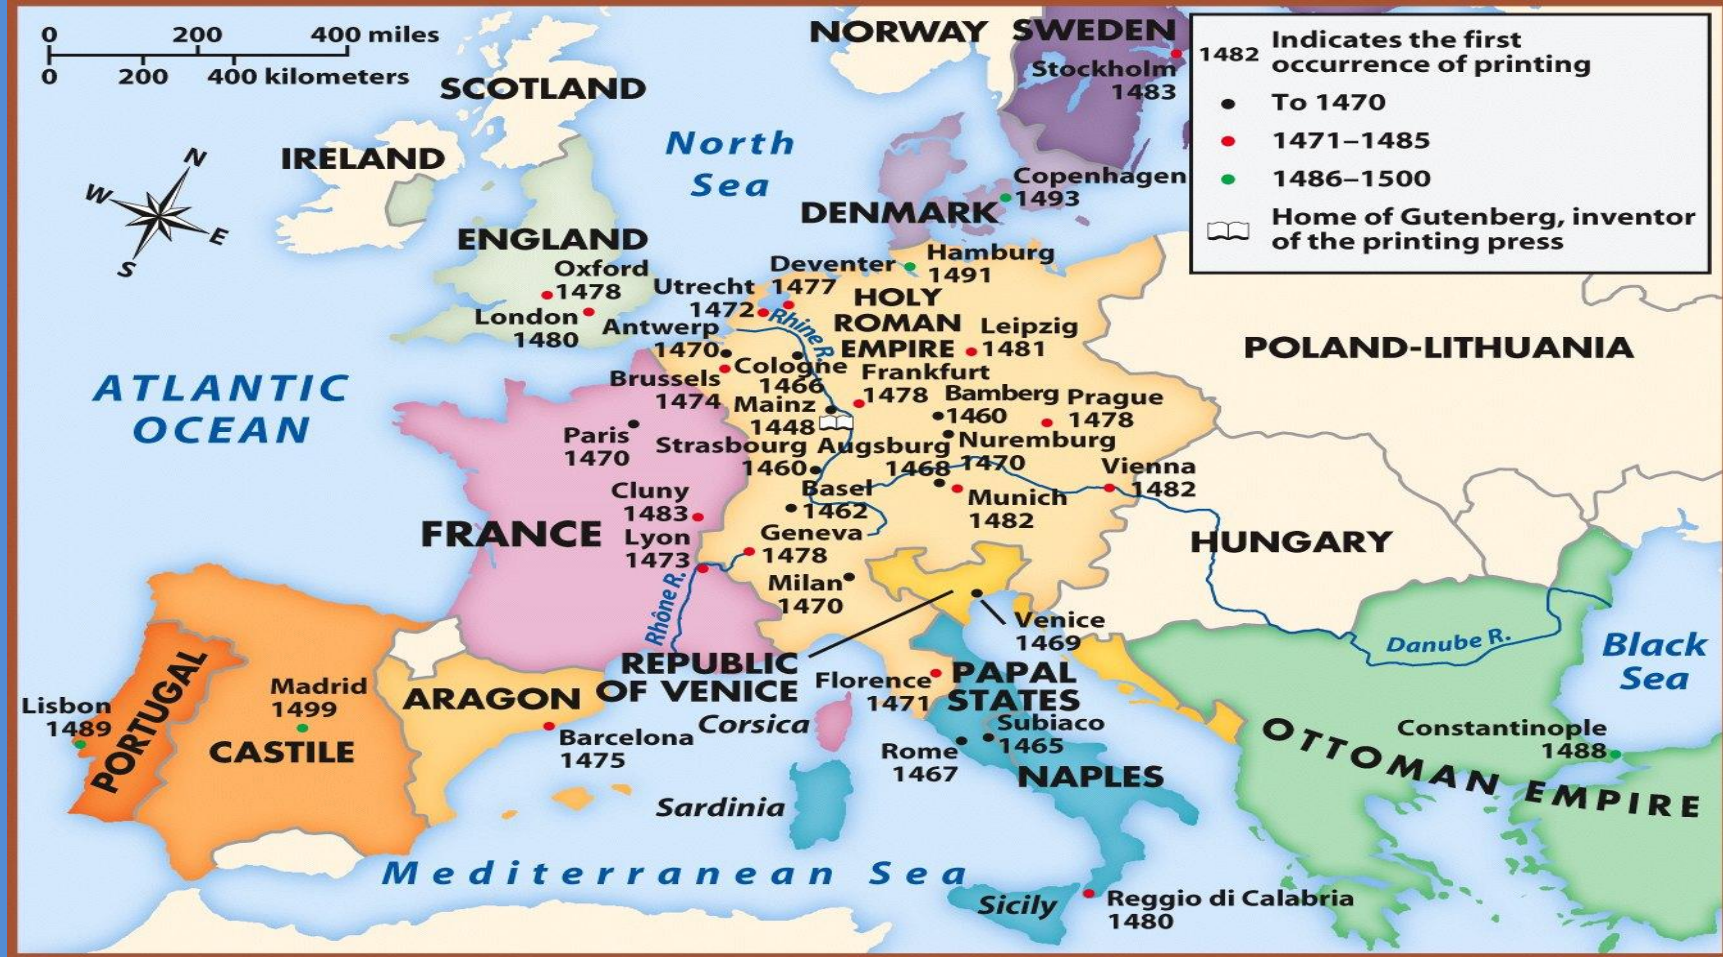 0 200 400 miles
0 200 400 kilometers
NORWAY
SWEDEN
Stockholm
1483
1482 Indicates the first
occurrence of printing
To 1470
1471–1485
1486–1500
Home of Gutenberg, inventor
of the printing press
SCOTLAND
IRELAND
N
W
E
S
North
Sea
Copenhagen
1493
DENMARK
ENGLAND
Oxford
1478
London
1480
Hamburg
1491
Deventer
1477
Utrecht
1472
Rhine R.
HOLY
ROMAN
EMPIRE
Antwerp
1470
Leipzig
1481
POLAND-LITHUANIA
Cologne
1466
Brussels
1474
Frankfurt
1478
Bamberg
1460
Prague
1478
Mainz
1448
ATLANTIC
OCEAN
Paris
1470
Strasbourg
1460
Augsburg
1468
Nuremburg
1470
Vienna
1482
Basel
1462
Munich
1482
Cluny
1483
FRANCE
Lyon
1473
Geneva
1478
HUNGARY
Milan
1470
Rhône R.
Venice
1469
Danube R.
Black
Sea
REPUBLIC
OF VENICE
Florence
1471
PAPAL
STATES
PORTUGAL
Lisbon
1489
Madrid
1499
CASTILE
ARAGON
Barcelona
1475
Corsica
Subiaco
1465
Rome
1467
NAPLES
Constantinople
1488
OTTOMAN EMPIRE
Sardinia
Mediterranean Sea
Sicily
Reggio di Calabria
1480